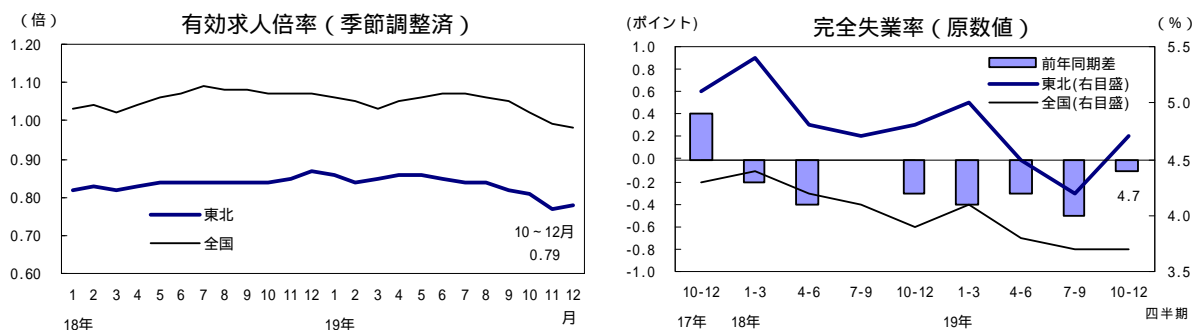 (倍)
有効求人倍率（季節調整済）
1.20
1.10
1.00
0.90
0.80
0.70
0.60
東北
全国
10～12月
0.79
1 2 3 4 5 6 7 8 9 10 11 12 1 2 3 4 5 6 7 8 9 10 11 12
18年 19年 月
(ポイント)
完全失業率（原数値）
(％)
1.0
0.8
0.6
0.4
0.2
0.0
-0.2
-0.4
-0.6
-0.8
-1.0
前年同期差
東北(右目盛)
全国(右目盛)
4.7
5.5
5.0
4.5
4.0
3.5
10-12 1-3 4-6 7-9 10-12 1-3 4-6 7-9 10-12
17年 18年 19年 四半期